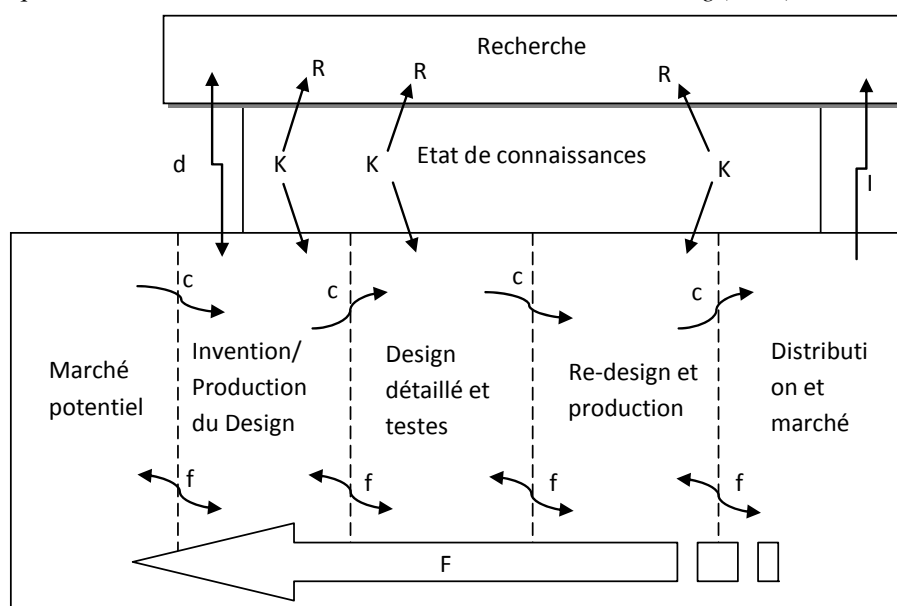 Recherche
R
R
R
d
K
K
Etat de connaissances
K
I
c
c
c
c
Marché
potentiel
Invention/
Production
du Design
Design
détaillé et
testes
Re-design et
production
Distributi
on et
marché
f
f
f
f
F